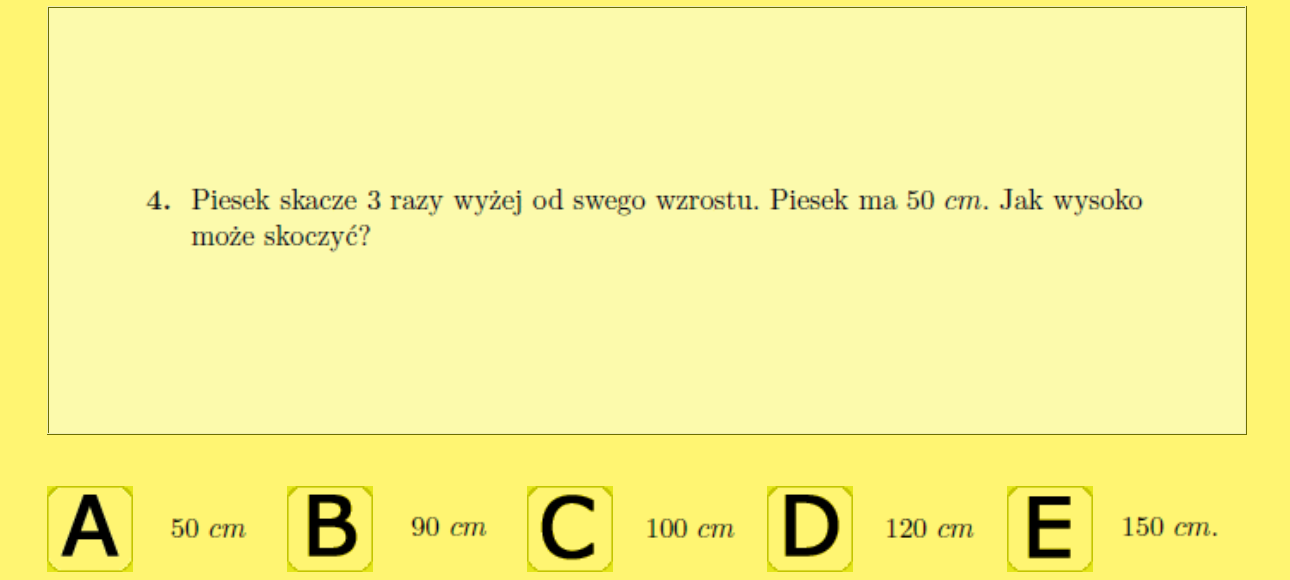 4. Piesek skacze 3 razy wyżej od swego wzrostu. Piesek ma 50 cm. Jak wysoko
może skoczyć?
A 50 cm B 90 cm C 100 cm D 120 cm E 150 cm.